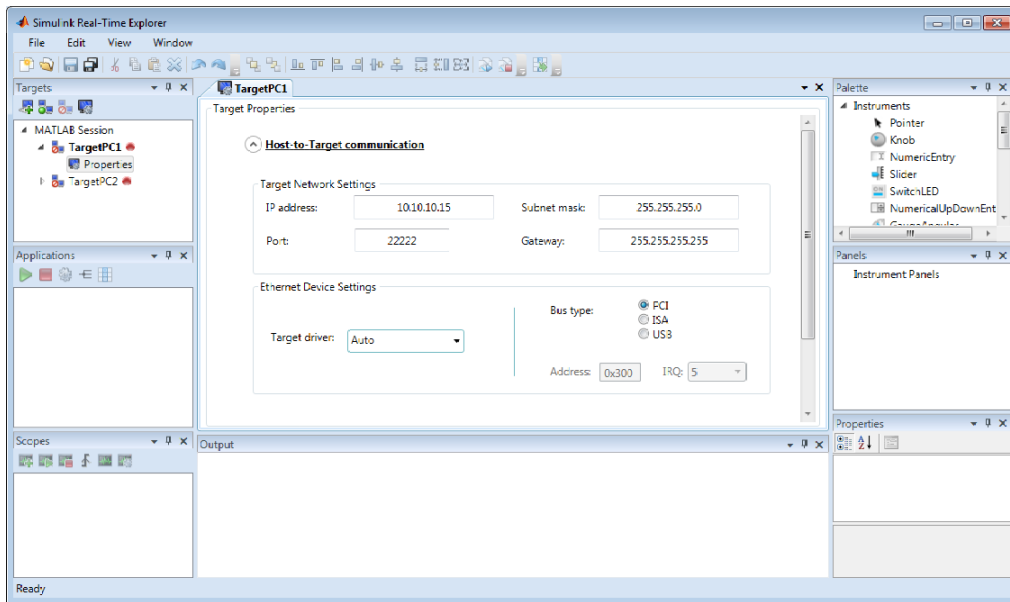 Simulink Real-Time Explorer
File Edit View Window
Targets
MATLAB Session
TargetPC1
Properties
TargetPC2
Applications
Scopes
TargetPC1
Target Properties
Host-to-Target communication
Target Network Settings
IP address: 10.10.10.15 Subnet mask: 255.255.255.0
Port: 22222 Gateway: 255.255.255.255
Ethernet Device Settings
Target driver: Auto
Bus type: PCI
ISA
USB
Address: 0x300 IRQ: 5
Output
Palette
Instruments
Pointer
Knob
NumericEntry
Slider
SwitchLED
NumericalUpDownEnt
Panels
Instrument Panels
Properties
Ready